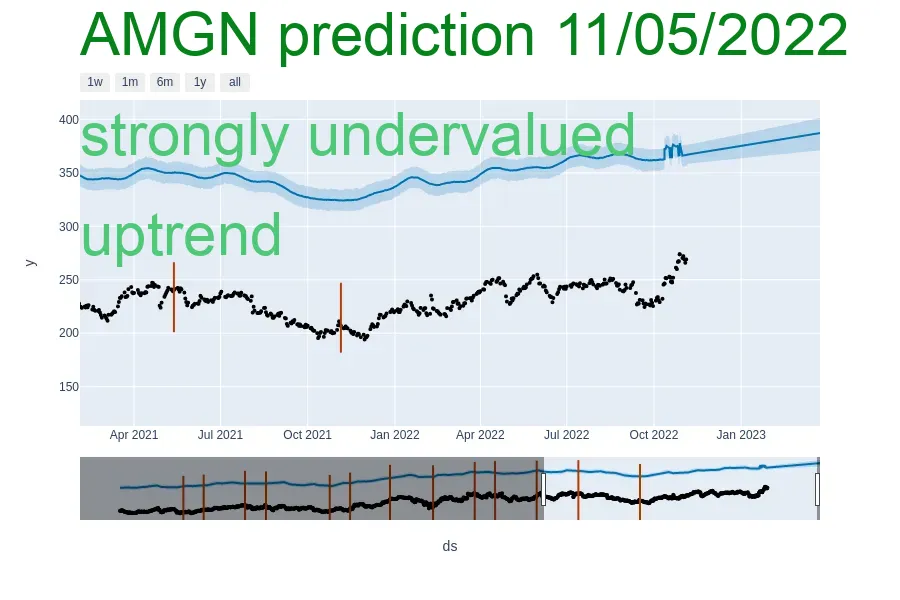 AMGN prediction 11/05/2022
1w 1m 6m 1y all
400
strongly undervalued
350
300
uptrend
y
250
200
150
Apr 2021 Jul 2021 Oct 2021 Jan 2022 Apr 2022 Jul 2022 Oct 2022 Jan 2023
ds